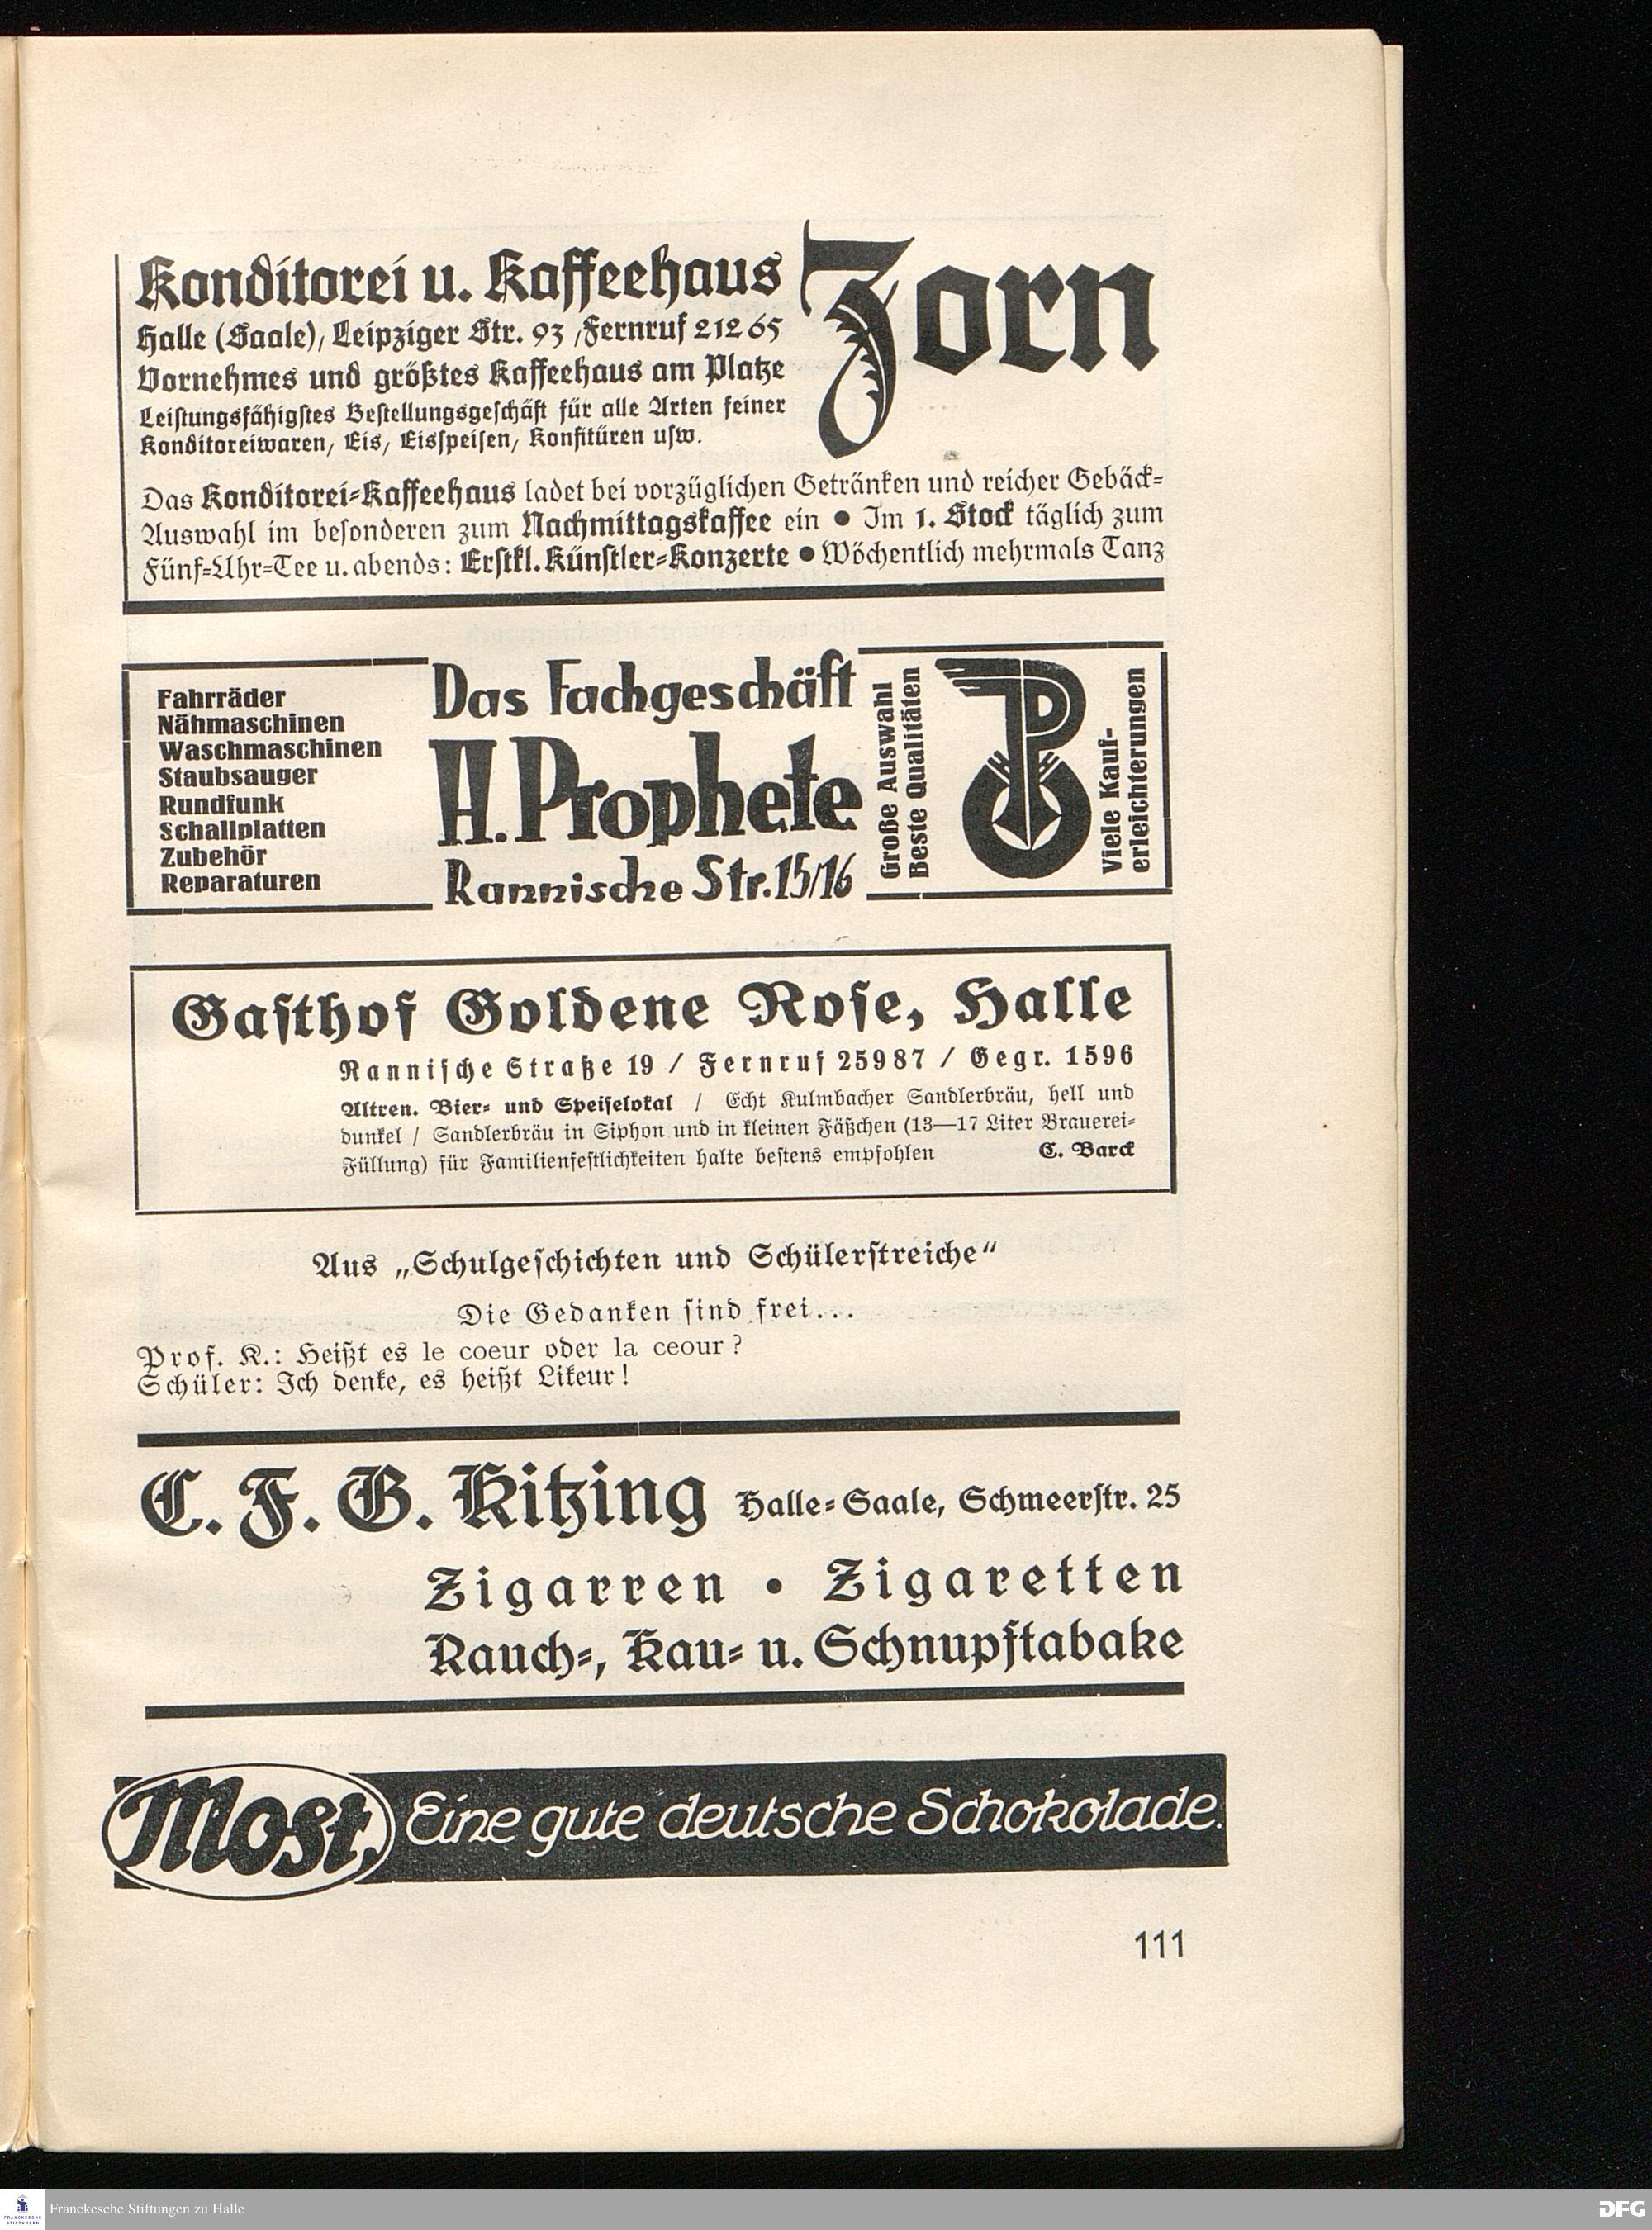 Konditorei u. Kaffeehaus Zorn
Halle (Saale), Leipziger Str. 93 / Fernruf 21265
Vornehmes und größtes Kaffeehaus am Platze
Leistungsfähigstes Bestellungsgeschäft für alle Arten feiner
Konditoreiwaren, Eis, Eisspeisen, Konfitüren usw.
Das Konditorei-Kaffeehaus ladet bei vorzüglichen Getränken und reicher Gebäck-
Auswahl im besonderen zum Nachmittagskaffee ein ● Im 1. Stock täglich zum
Fünf-Uhr-Tee u. abends: Erstkl. Künstler-Konzerte ● Wöchentlich mehrmals Tanz
Fahrräder
Nähmaschinen
Waschmaschinen
Staubsauger
Rundfunk
Schallplatten
Zubehör
Reparaturen
Das Fachgeschäft
H. Prophete
Rannische Str. 15/16
Große Auswahl
Beste Qualitäten
HP
Viele Kauf-
erleichterungen
Gasthof Goldene Rose, Halle
Rannische Straße 19 / Fernruf 25987 / Gegr. 1596
Altren. Bier- und Speiselokal / Echt Kulmbacher Sandlerbräu, hell und
dunkel / Sandlerbräu in Siphon und in kleinen Fäßchen (13—17 Liter Brauerei-
Füllung) für Familienfestlichkeiten halte bestens empfohlen C. Barck
Aus „Schulgeschichten und Schülerstreiche“
Die Gedanken sind frei...
Prof. K.: Heißt es le coeur oder la ceour?
Schüler: Ich denke, es heißt Likeur!
C. F. G. Kitzing Halle-Saale, Schmeerstr. 25
Zigarren • Zigaretten
Rauch-, Kau- u. Schnupftabake
Most. Eine gute deutsche Schokolade.
111
Franckesche Stiftungen zu Halle
FRANCKESCHE
STIFTUNGEN
DFG